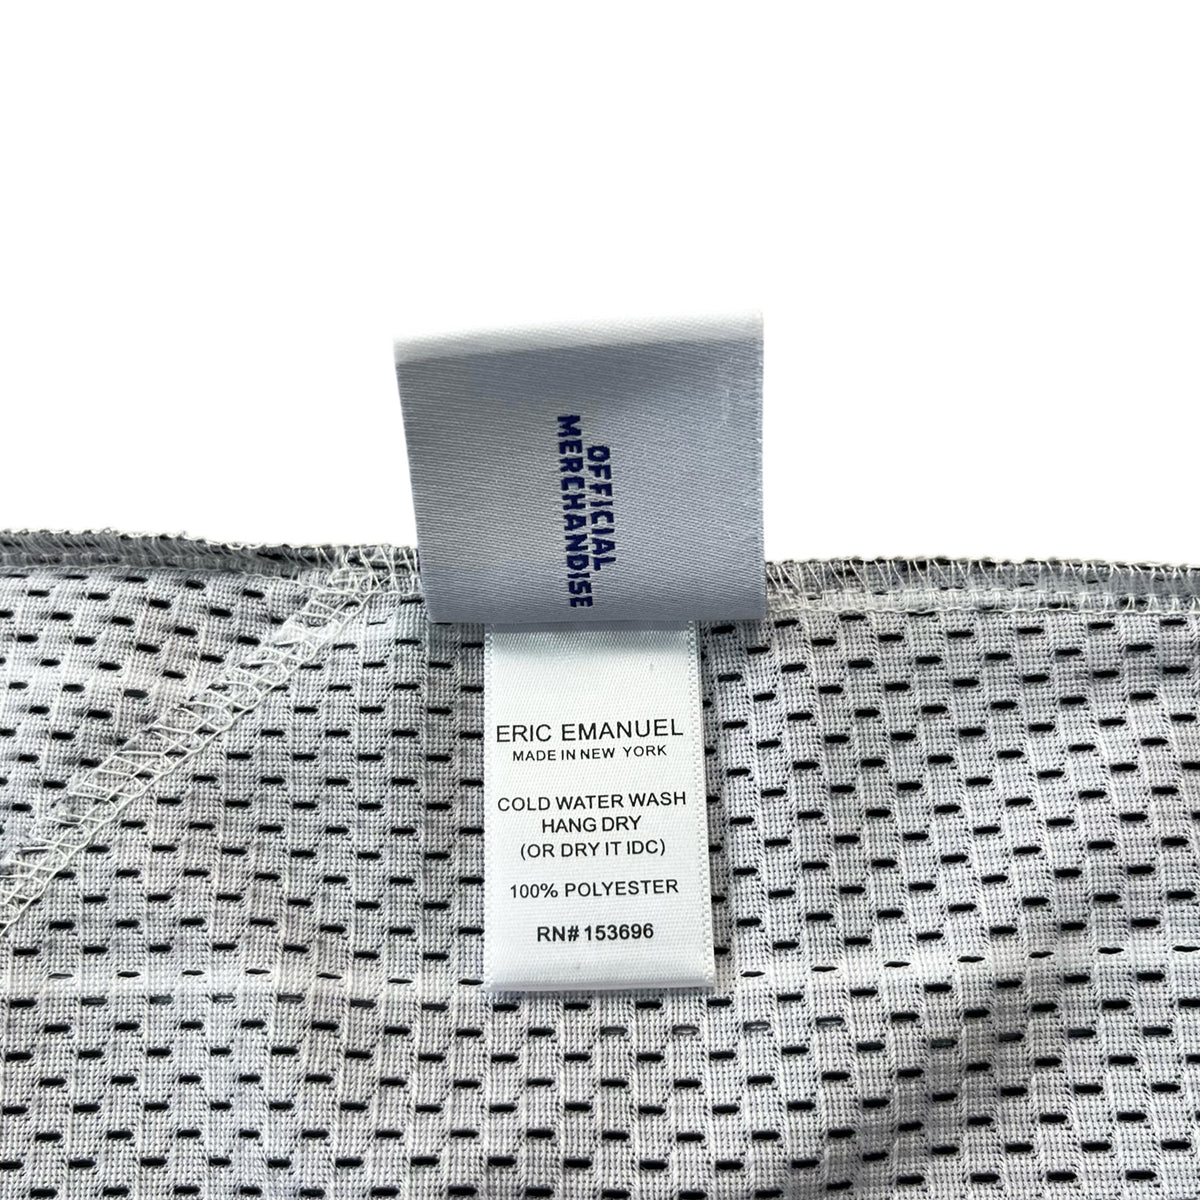 OFFICIAL
MERCHANDISE
ERIC EMANUEL
MADE IN NEW YORK
COLD WATER WASH
HANG DRY
(OR DRY IT IDC)
100% POLYESTER
RN# 153696